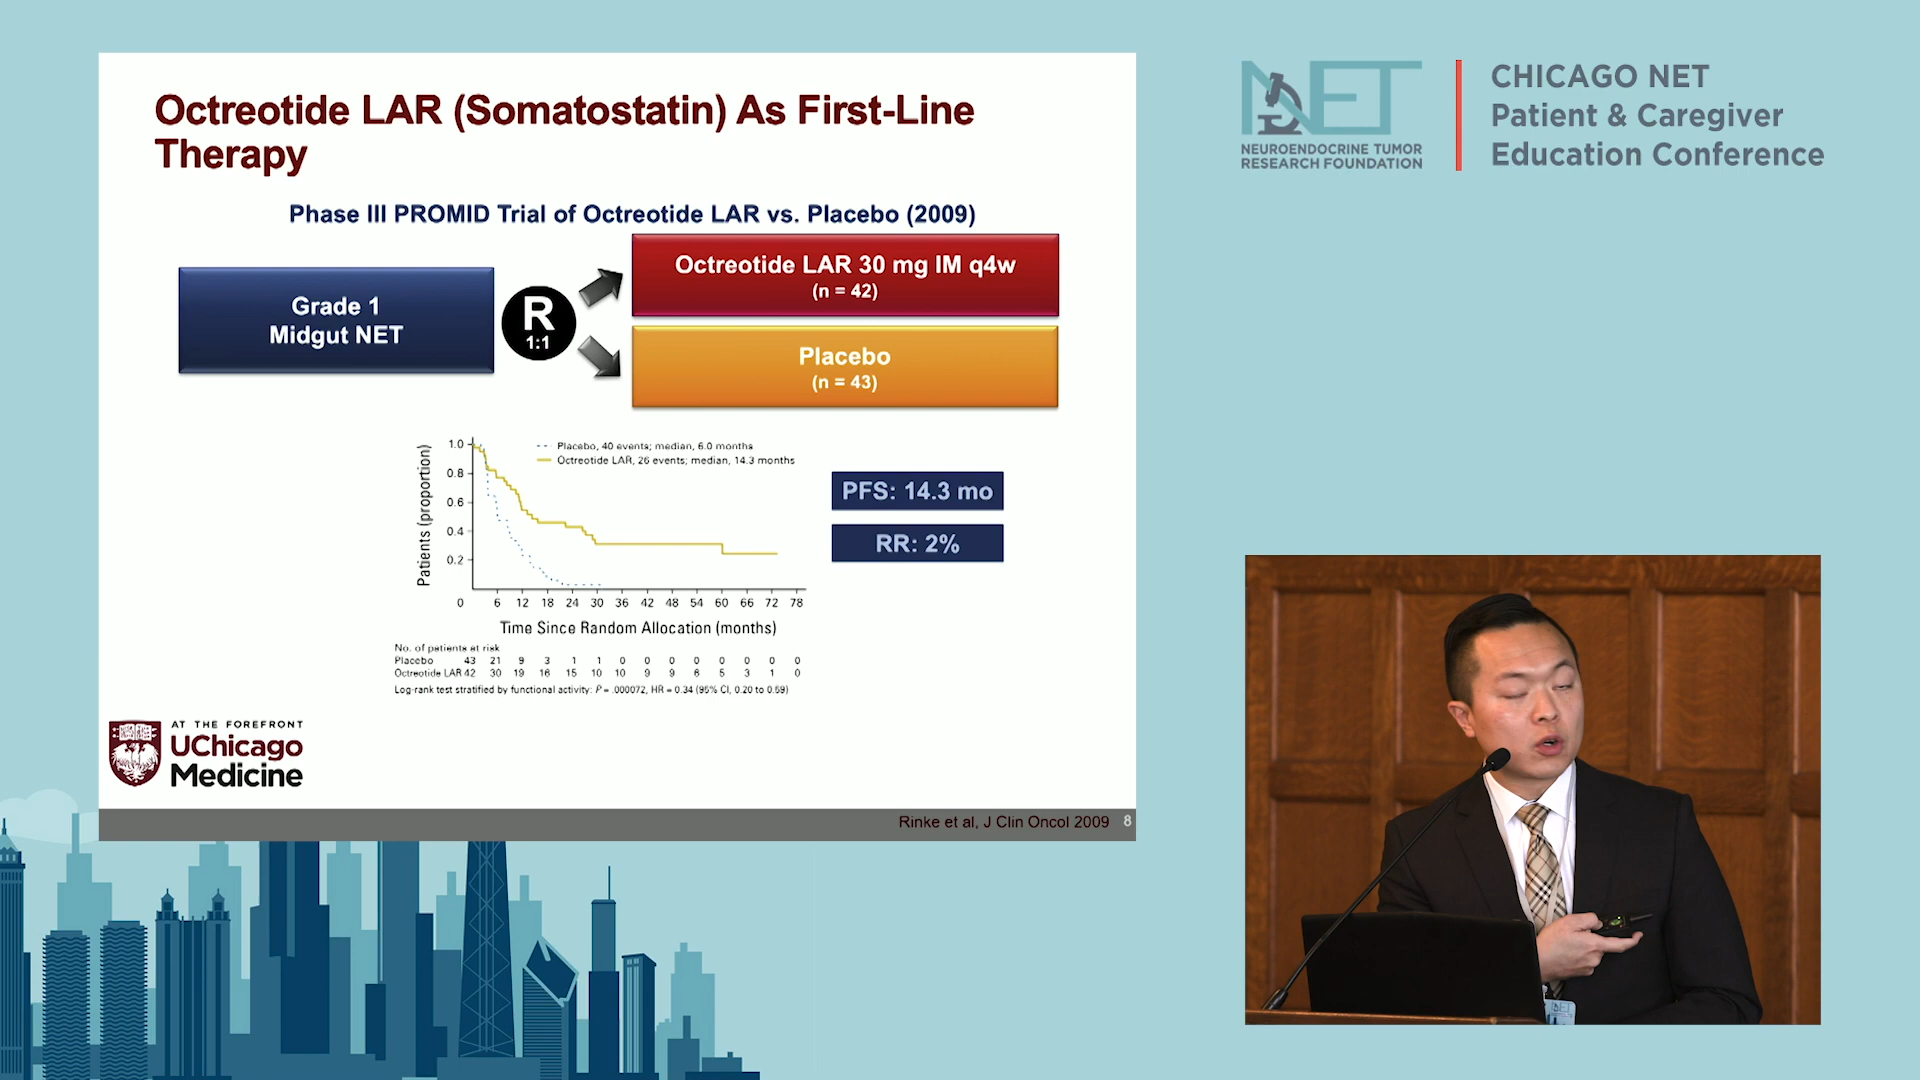 Octreotide LAR (Somatostatin) As First-Line
Therapy
Phase III PROMID Trial of Octreotide LAR vs. Placebo (2009)
Grade 1
Midgut NET
R
1:1
Octreotide LAR 30 mg IM q4w
(n = 42)
Placebo
(n = 43)
Patients (proportion)
1.0
0.8
0.6
0.4
0.2
Placebo, 40 events; median, 6.0 months
Octreotide LAR, 26 events; median, 14.3 months
0 6 12 18 24 30 36 42 48 54 60 66 72 78
Time Since Random Allocation (months)
PFS: 14.3 mo
RR: 2%
No. of patients at risk
Placebo 43 21 9 3 1 1 0 0 0 0 0 0 0 0
Octreotide LAR 42 30 19 16 15 10 10 9 9 6 5 3 1 0
Log-rank test stratified by functional activity: P = .000072, HR = 0.34 (95% CI, 0.20 to 0.59)
AT THE FOREFRONT
UChicago
Medicine
Rinke et al, J Clin Oncol 2009 8
NET
NEUROENDOCRINE TUMOR
RESEARCH FOUNDATION
CHICAGO NET
Patient & Caregiver
Education Conference